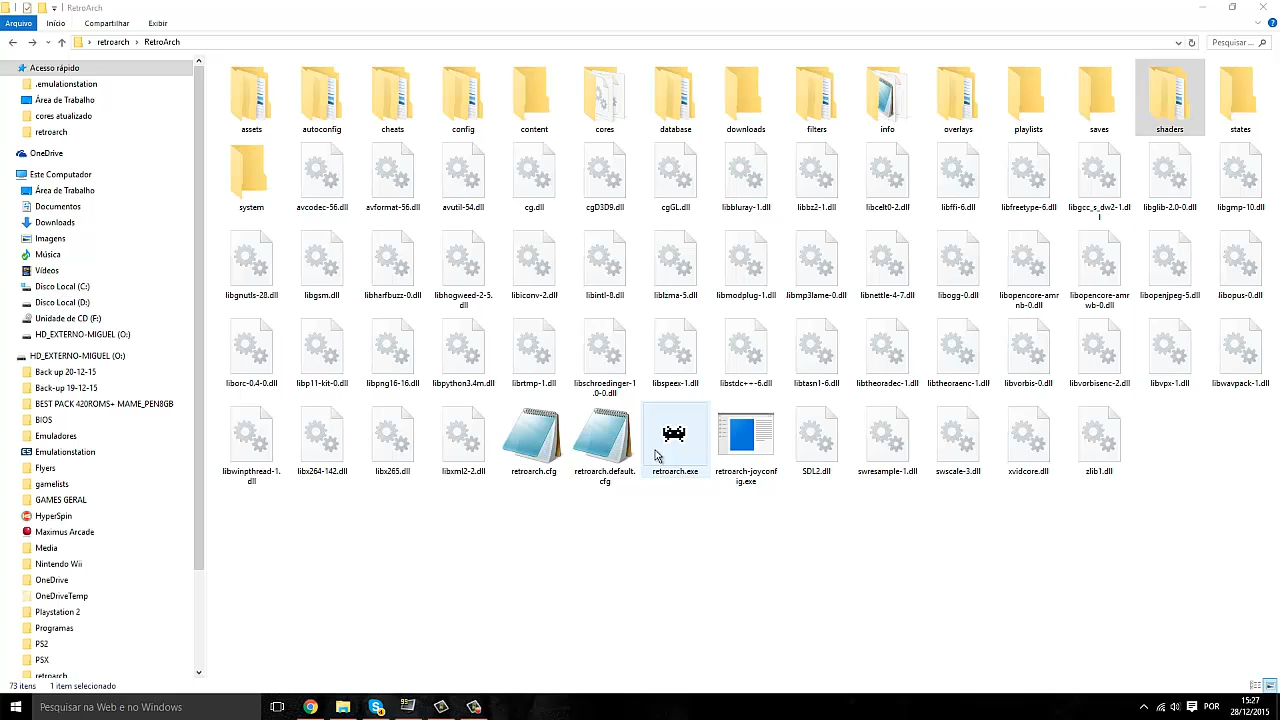 RetroArch
Arquivo Início Compartilhar Exibir
retroarch RetroArch Pesquisar ...
Acesso rápido
.emulationstation
Área de Trabalho
cores atualizado
retroarch
OneDrive
Este Computador
Área de Trabalho
Documentos
Downloads
Imagens
Música
Vídeos
Disco Local (C:)
Disco Local (D:)
Unidade de CD (F:)
HD_EXTERNO-MIGUEL (O:)
HD_EXTERNO-MIGUEL (O:)
Back up 20-12-15
Back-up 19-12-15
BEST PACK 420ROMS+ MAME_PEN8GB
BIOS
Emuladores
Emulationstation
Flyers
gamelists
GAMES GERAL
HyperSpin
Maximus Arcade
Media
Nintendo Wii
OneDrive
OneDriveTemp
Playstation 2
Programas
PS2
PSX
retroarch
assets autoconfig cheats config content cores database downloads filters info overlays playlists saves shaders states
system avcodec-56.dll avformat-56.dll avutil-54.dll cg.dll cgD3D9.dll cgGL.dll libbluray-1.dll libbz2-1.dll libcelt0-2.dll libffi-6.dll libfreetype-6.dll libgcc_s_dw2-1.dl libglib-2.0-0.dll libgmp-10.dll
l
libgnutls-28.dll libgsm.dll libharfbuzz-0.dll libhogweed-2-5. libiconv-2.dll libintl-8.dll liblzma-5.dll libmodplug-1.dll libmp3lame-0.dll libnettle-4-7.dll libogg-0.dll libopencore-amr libopencore-amr libopenjpeg-5.dll libopus-0.dll
dll nb-0.dll wb-0.dll
liborc-0.4-0.dll libp11-kit-0.dll libpng16-16.dll libpython3.4m.dll librtmp-1.dll libschroedinger- libspeex-1.dll libstdc++-6.dll libtasn1-6.dll libtheoradec-1.dll libtheoraenc-1.dll libvorbis-0.dll libvorbisenc-2.dll libvpx-1.dll libwavpack-1.dll
1.0-0.dll
libwinpthread-1. libx264-142.dll libx265.dll libxml2-2.dll retroarch.cfg retroarch.default. retroarch.exe retroarch-joyconf SDL2.dll swresample-1.dll swscale-3.dll xvidcore.dll zlib1.dll
dll cfg ig.exe
73 itens 1 item selecionado
Pesquisar na Web e no Windows
POR
15:27
28/12/2015